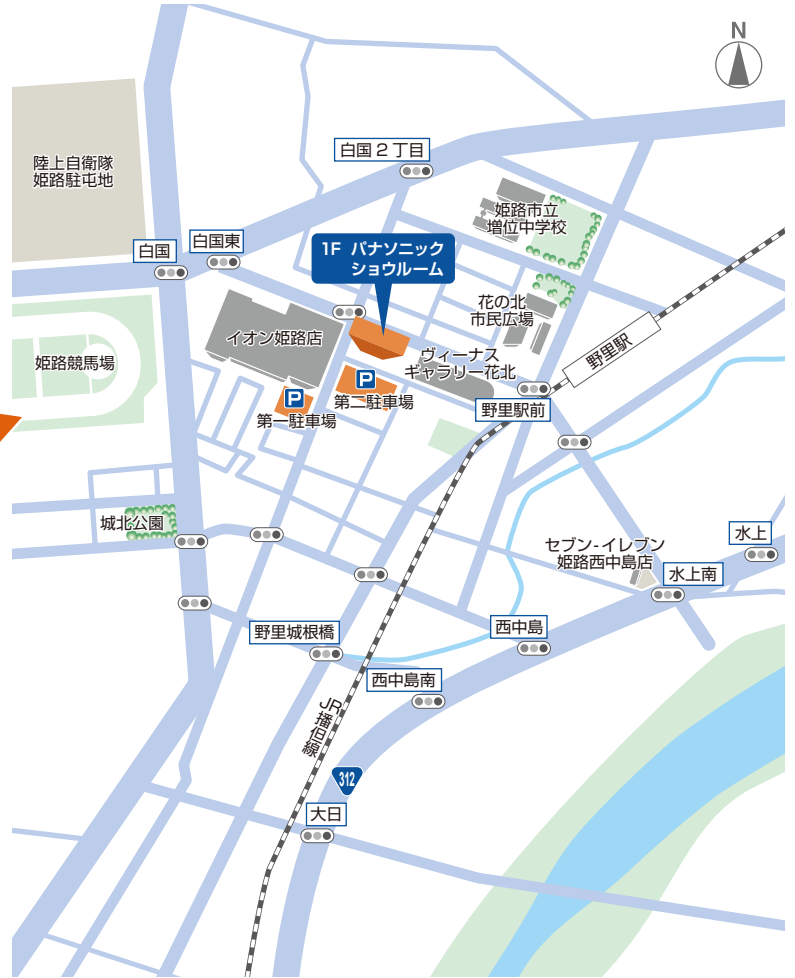 N
白国2丁目
陸上自衛隊
姫路駐屯地
姫路市立
増位中学校
白国
白国東
1F パナソニック
ショウルーム
花の北
市民広場
イオン姫路店
野里駅
姫路競馬場
ヴィーナス
ギャラリー花北
P
P
第二駐車場
第一駐車場
野里駅前
城北公園
セブン-イレブン
姫路西中島店
水上
水上南
野里城根橋
西中島
西中島南
JR播但線
312
大日